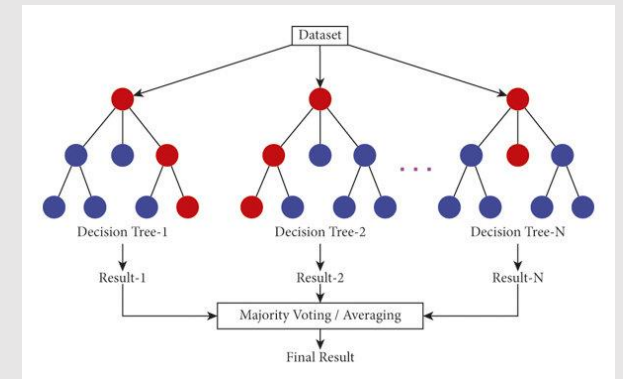 Dataset
Decision Tree-1
Decision Tree-2
Decision Tree-N
Result-1
Result-2
Result-N
Majority Voting / Averaging
Final Result